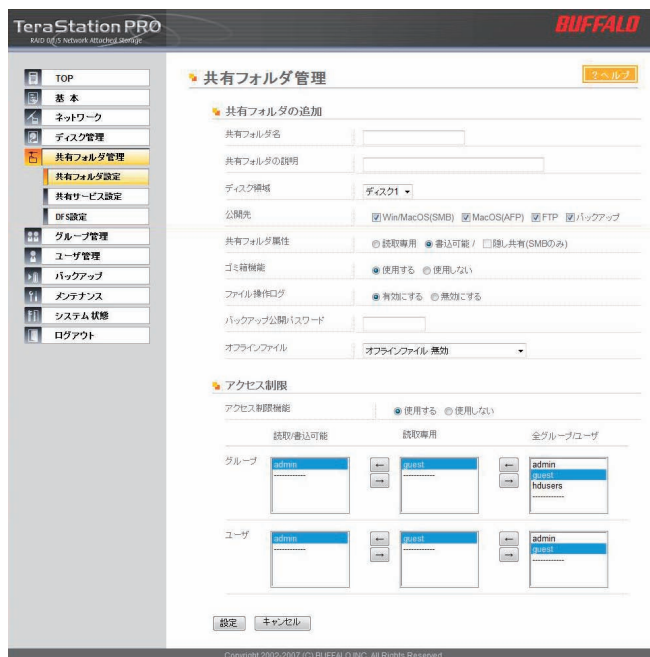 TeraStation PRO
BUFFALO
RAID 0/1/5 Network Attached Storage
TOP
基本
ネットワーク
ディスク管理
共有フォルダ管理
共有フォルダ設定
共有サービス設定
DFS設定
グループ管理
ユーザ管理
バックアップ
メンテナンス
システム状態
ログアウト
共有フォルダ管理
?ヘルプ
共有フォルダの追加
共有フォルダ名
共有フォルダの説明
ディスク領域 ディスク1
公開先 Win/MacOS(SMB) MacOS(AFP) FTP バックアップ
共有フォルダ属性 読取専用 書込可能 / 隠し共有(SMBのみ)
ゴミ箱機能 使用する 使用しない
ファイル操作ログ 有効にする 無効にする
バックアップ公開パスワード
オフラインファイル オフラインファイル 無効
アクセス制限
アクセス制限機能 使用する 使用しない
読取/書込可能 読取専用 全グループ/ユーザ
グループ
admin
------------
←
→
guest
------------
←
→
admin
guest
hdusers
------------
ユーザ
admin
------------
←
→
guest
------------
←
→
admin
guest
------------
設定 キャンセル
Copyright 2002-2007 (C) BUFFALO INC. All Rights Reserved.